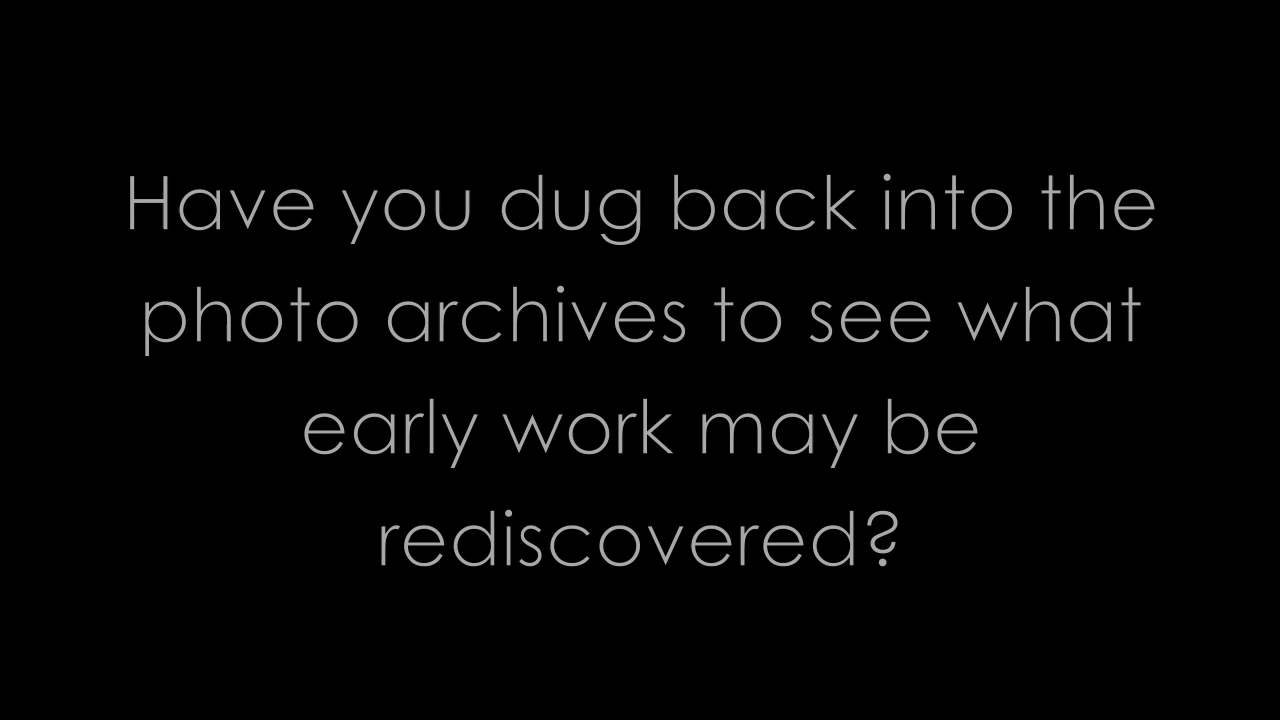 Have you dug back into the
photo archives to see what
early work may be
rediscovered?